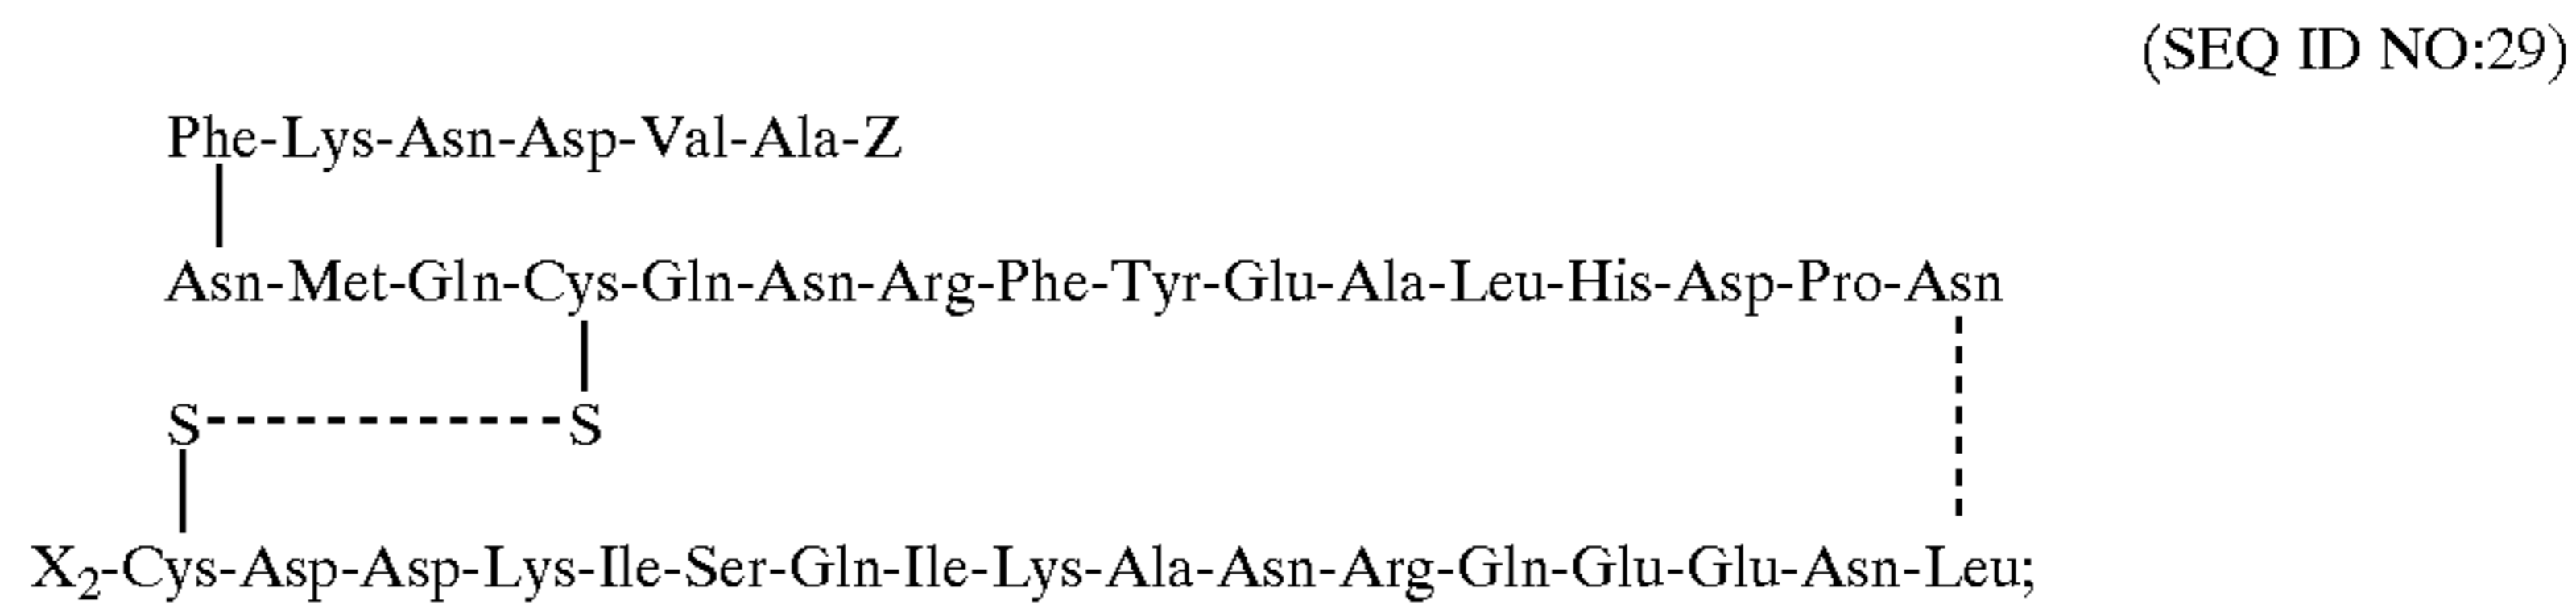 (SEQ ID NO:29)
Phe-Lys-Asn-Asp-Val-Ala-Z
Asn-Met-Gln-Cys-Gln-Asn-Arg-Phe-Tyr-Glu-Ala-Leu-His-Asp-Pro-Asn
S------------S
X₂-Cys-Asp-Asp-Lys-Ile-Ser-Gln-Ile-Lys-Ala-Asn-Arg-Gln-Glu-Glu-Asn-Leu;